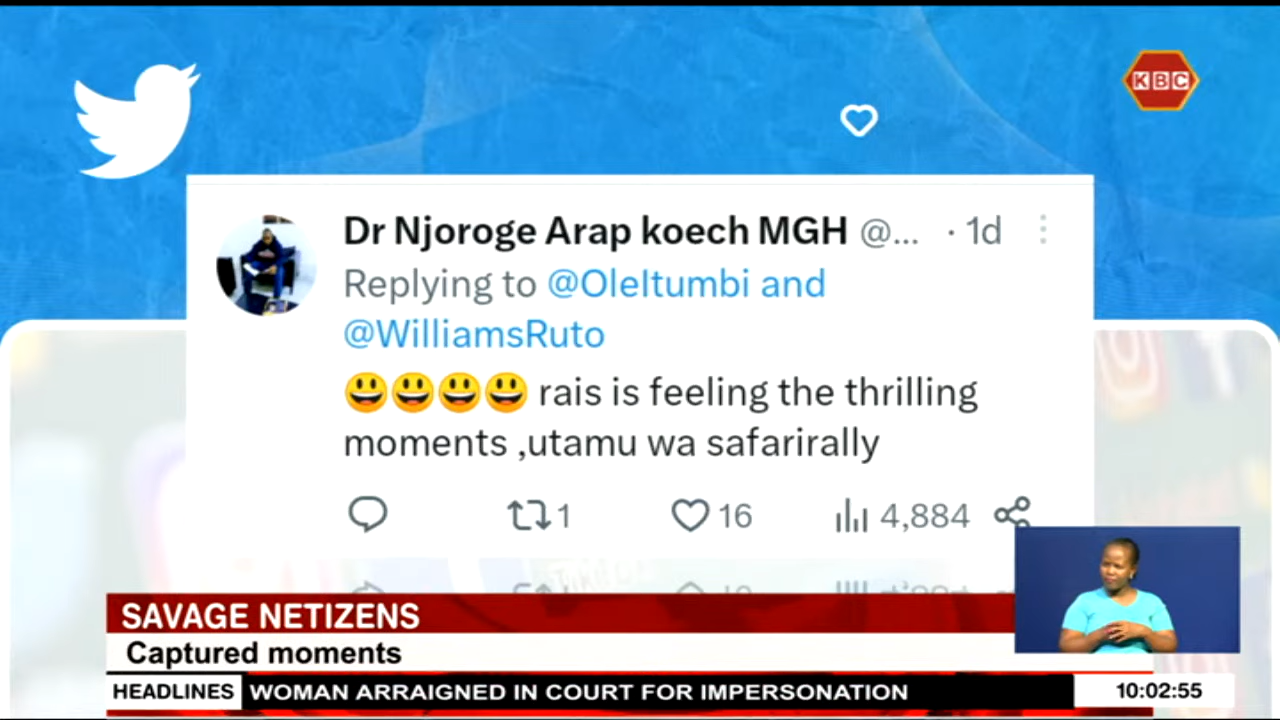 KBC
Dr Njoroge Arap koech MGH @... · 1d
Replying to @OleItumbi and
@WilliamsRuto
😃😃😃😃 rais is feeling the thrilling
moments ,utamu wa safarirally
1 16 4,884
SAVAGE NETIZENS
Captured moments
HEADLINES WOMAN ARRAIGNED IN COURT FOR IMPERSONATION 10:02:55